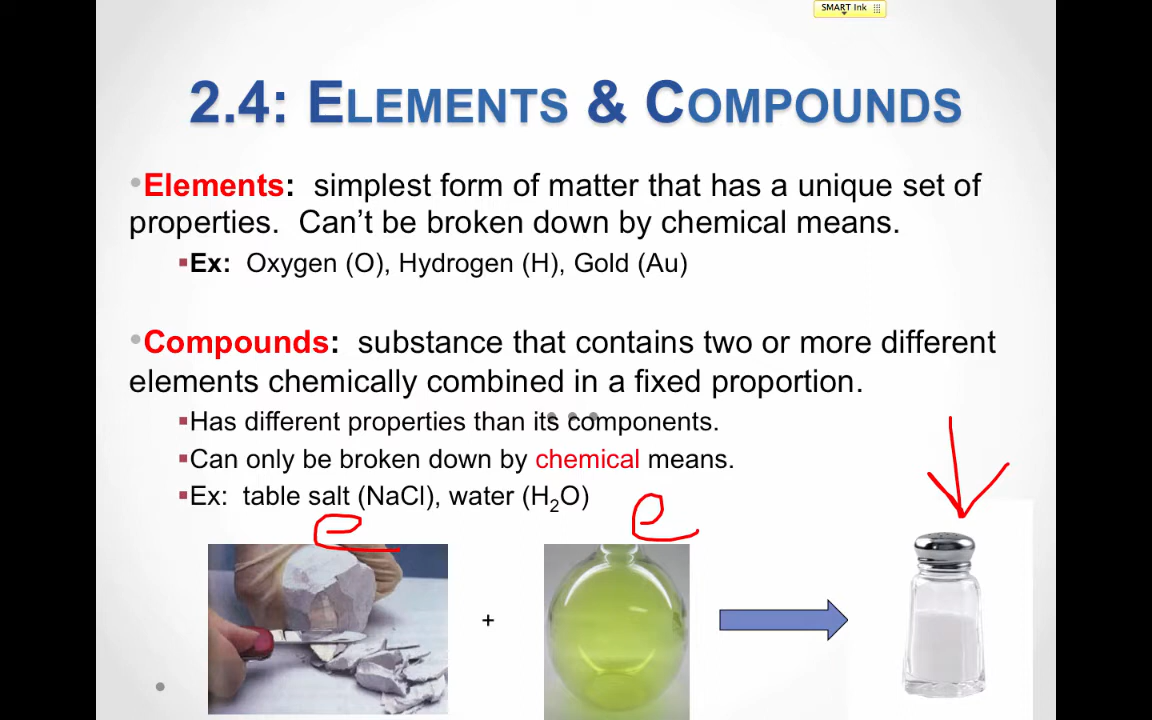 SMART Ink
2.4: ELEMENTS & COMPOUNDS
•Elements: simplest form of matter that has a unique set of
properties. Can't be broken down by chemical means.
▪Ex: Oxygen (O), Hydrogen (H), Gold (Au)
•Compounds: substance that contains two or more different
elements chemically combined in a fixed proportion.
▪Has different properties than its components.
▪Can only be broken down by chemical means.
▪Ex: table salt (NaCl), water (H₂O)
e e
+